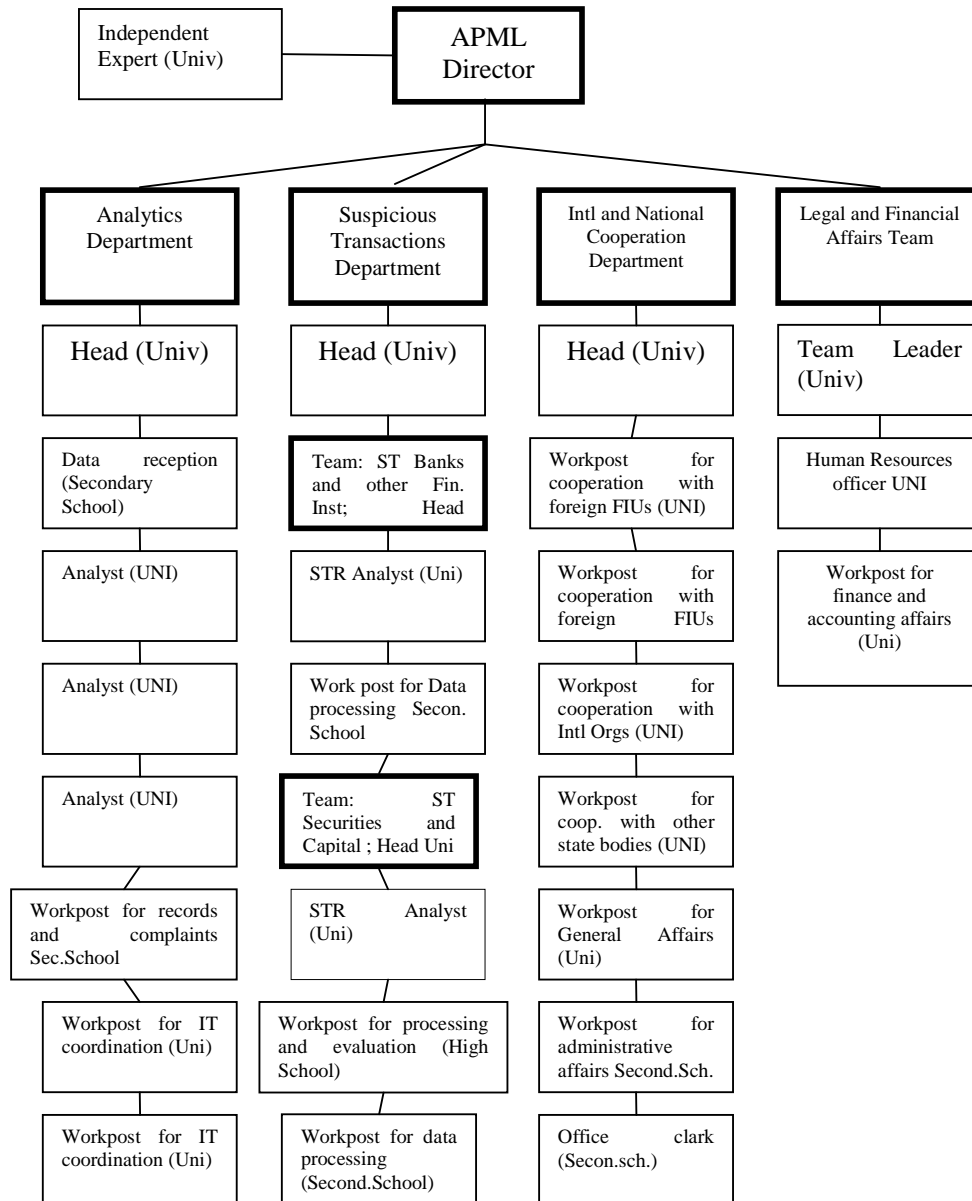 Independent
Expert (Univ)
APML
Director
Analytics
Department
Suspicious
Transactions
Department
Intl and National
Cooperation
Department
Legal and Financial
Affairs Team
Head (Univ)
Head (Univ)
Head (Univ)
Team Leader
(Univ)
Data reception
(Secondary
School)
Team: ST Banks
and other Fin.
Inst; Head
Workpost for
cooperation with
foreign FIUs (UNI)
Human Resources
officer UNI
Analyst (UNI)
STR Analyst (Uni)
Workpost for
cooperation with
foreign FIUs
Workpost for
finance and
accounting affairs
(Uni)
Analyst (UNI)
Work post for Data
processing Secon.
School
Workpost for
cooperation with
Intl Orgs (UNI)
Analyst (UNI)
Team: ST
Securities and
Capital ; Head Uni
Workpost for
coop. with other
state bodies (UNI)
Workpost for records
and complaints
Sec.School
STR Analyst
(Uni)
Workpost for
General Affairs
(Uni)
Workpost for IT
coordination (Uni)
Workpost for processing
and evaluation (High
School)
Workpost for
administrative
affairs Second.Sch.
Workpost for IT
coordination (Uni)
Workpost for data
processing
(Second.School)
Office clark
(Secon.sch.)